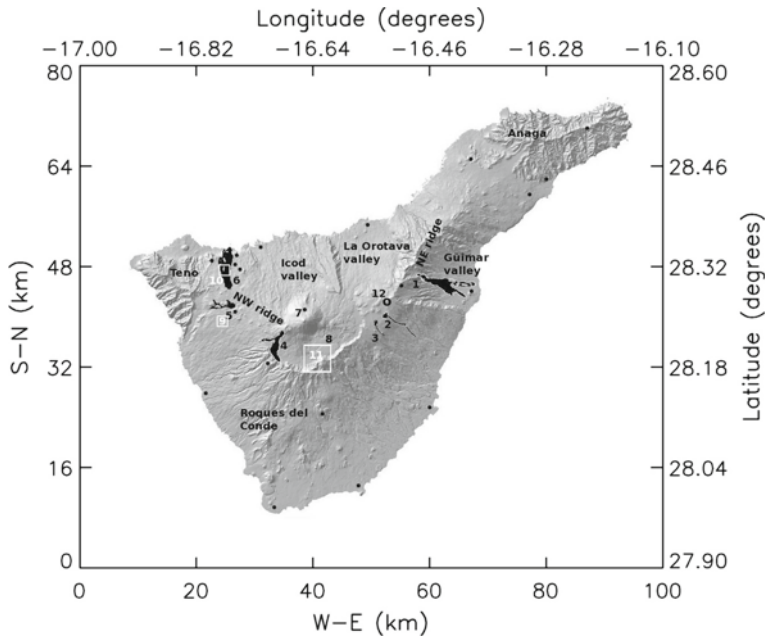 Longitude (degrees)
−17.00 −16.82 −16.64 −16.46 −16.28 −16.10
80 28.60
Anaga
64 28.46
NE ridge
La Orotava
valley
Güimar
valley
Icod
valley
Teno
48 28.32
10
6
1
12
NW ridge
7
5
9
2
3
8
4
11
32 28.18
Roques del
Conde
16 28.04
0 27.90
0 20 40 60 80 100
W−E (km)
S−N (km)
Latitude (degrees)